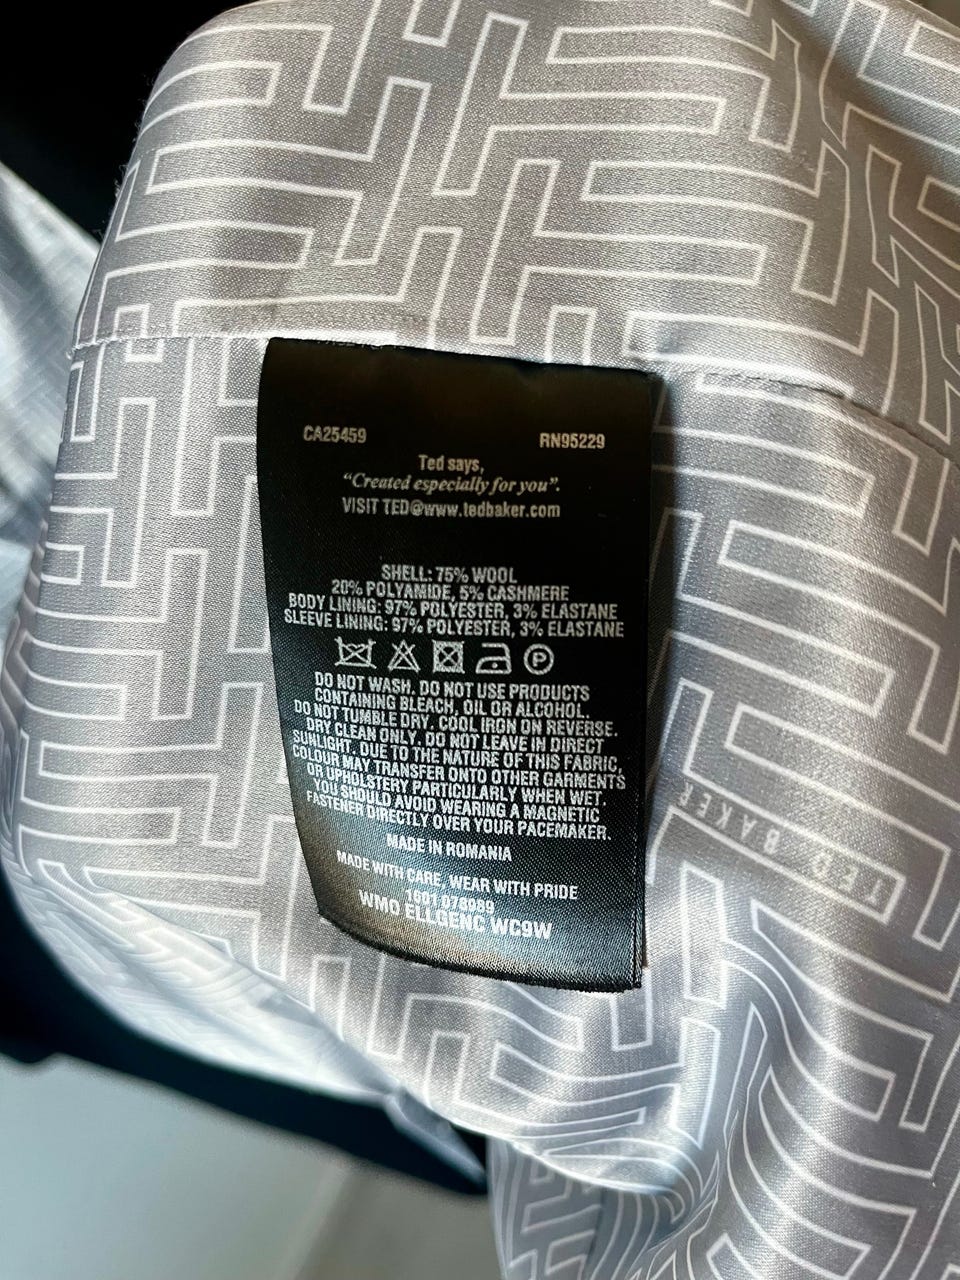 CA25459 RN95229
Ted says,
“Created especially for you”.
VISIT TED@www.tedbaker.com
SHELL: 75% WOOL
20% POLYAMIDE, 5% CASHMERE
BODY LINING: 97% POLYESTER, 3% ELASTANE
SLEEVE LINING: 97% POLYESTER, 3% ELASTANE
P
DO NOT WASH. DO NOT USE PRODUCTS
CONTAINING BLEACH, OIL OR ALCOHOL.
DO NOT TUMBLE DRY. COOL IRON ON REVERSE.
DRY CLEAN ONLY. DO NOT LEAVE IN DIRECT
SUNLIGHT. DUE TO THE NATURE OF THIS FABRIC,
COLOUR MAY TRANSFER ONTO OTHER GARMENTS
OR UPHOLSTERY PARTICULARLY WHEN WET.
YOU SHOULD AVOID WEARING A MAGNETIC
FASTENER DIRECTLY OVER YOUR PACEMAKER.
MADE IN ROMANIA
MADE WITH CARE, WEAR WITH PRIDE
1601 078089
WMO ELLGENC WC9W
TED BAKER